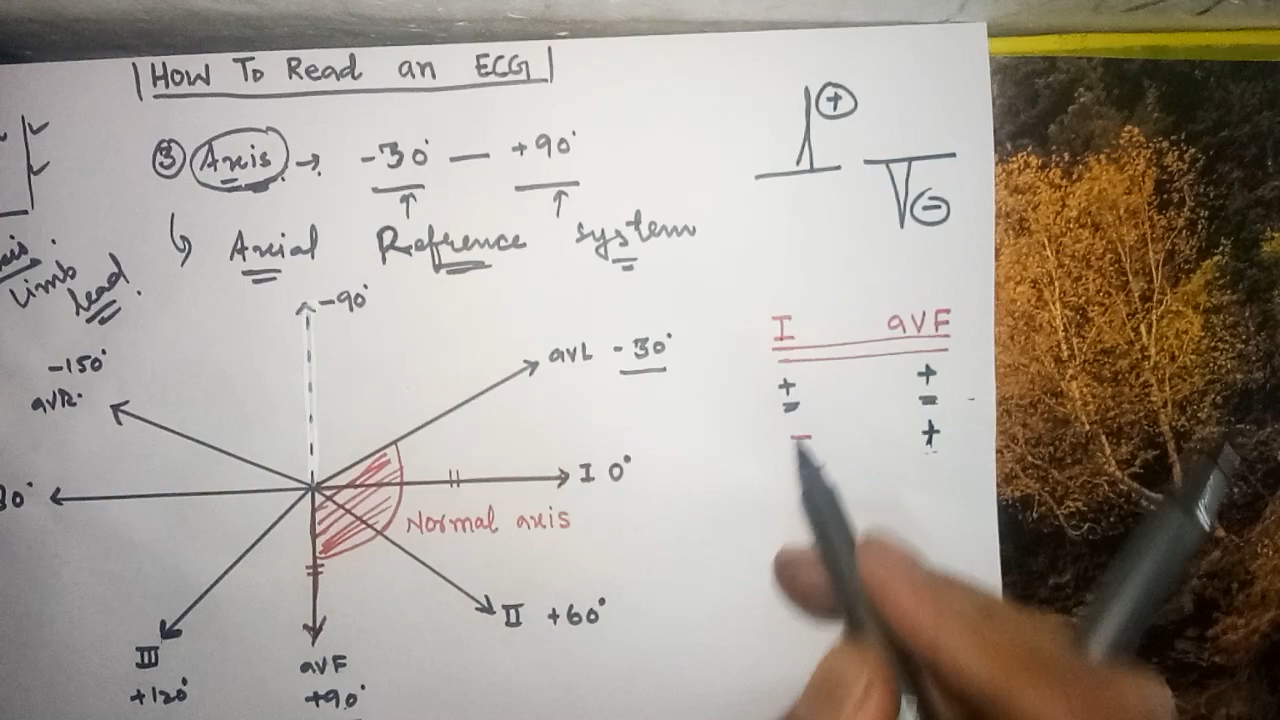 How To Read an ECG
③ Axis → -30° — +90°
Axial Refrence system
limb
lead.
+
-
-90°
-150°
avR.
avL -30°
I 0°
Normal axis
II +60°
III
+120°
avF
+90°
I avF
+ +
- +